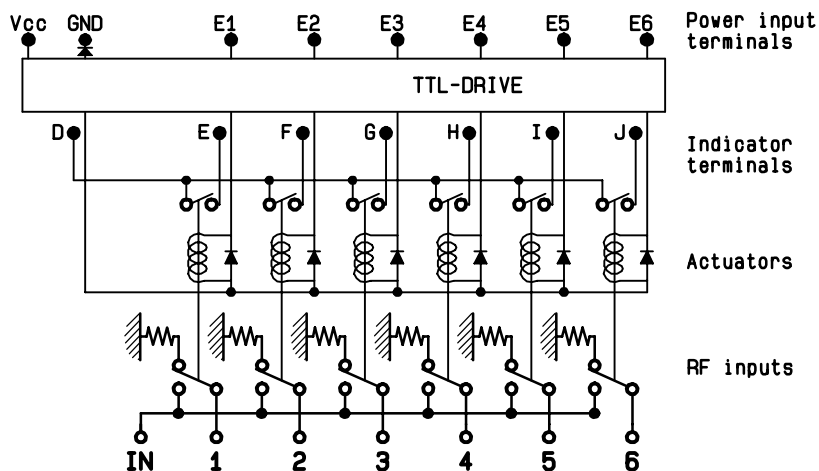 Vcc GND E1 E2 E3 E4 E5 E6 Power input
terminals
TTL-DRIVE
D E F G H I J Indicator
terminals
Actuators
RF inputs
IN 1 2 3 4 5 6